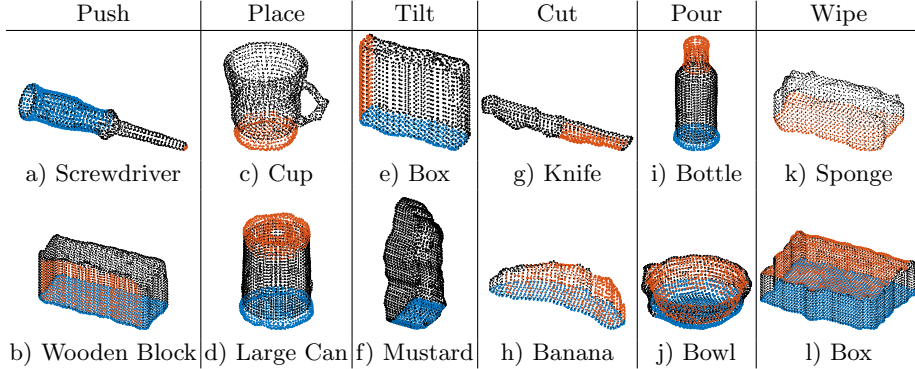 Push Place Tilt Cut Pour Wipe
a) Screwdriver c) Cup e) Box g) Knife i) Bottle k) Sponge
b) Wooden Block d) Large Can f) Mustard h) Banana j) Bowl l) Box